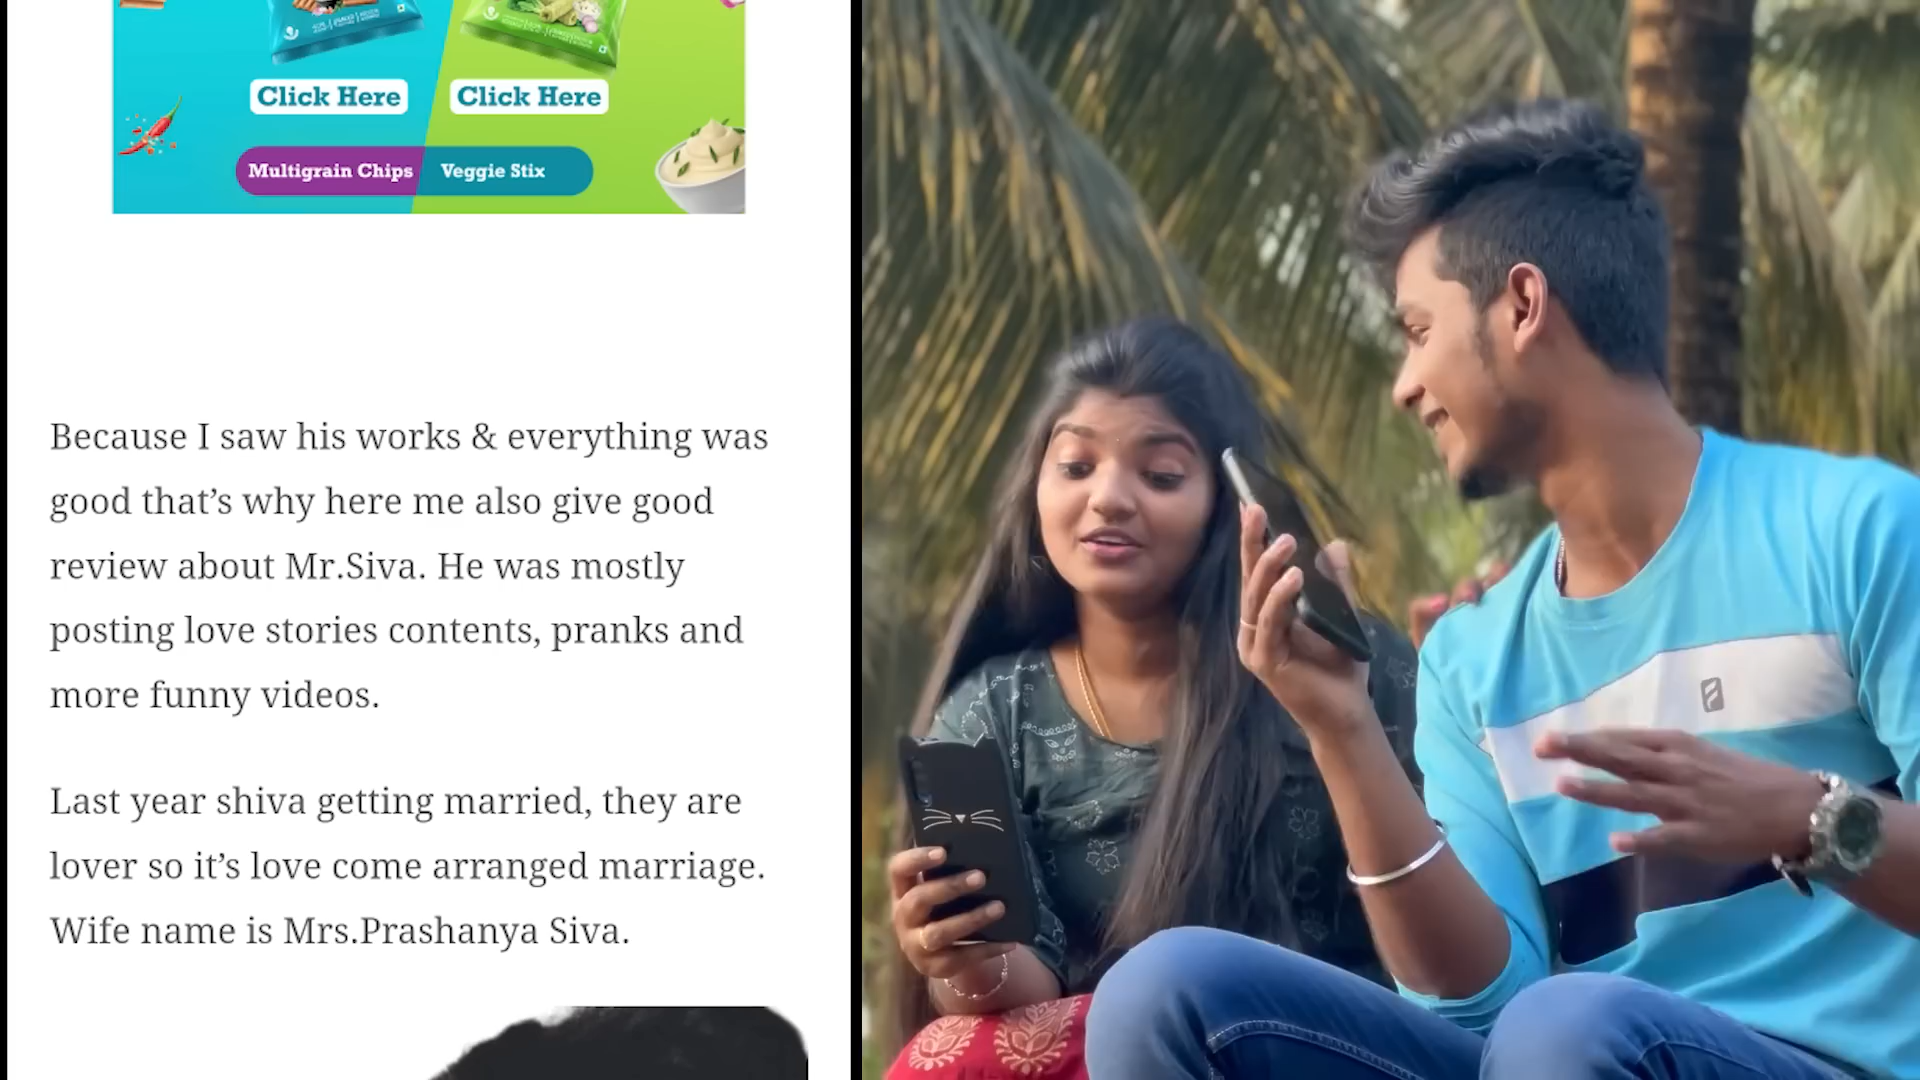 Click Here
Click Here
Multigrain Chips
Veggie Stix
Because I saw his works & everything was
good that’s why here me also give good
review about Mr.Siva. He was mostly
posting love stories contents, pranks and
more funny videos.
Last year shiva getting married, they are
lover so it’s love come arranged marriage.
Wife name is Mrs.Prashanya Siva.